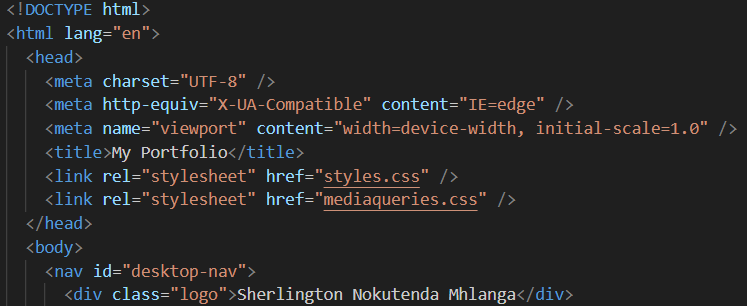 <!DOCTYPE html>
<html lang="en">
<head>
<meta charset="UTF-8" />
<meta http-equiv="X-UA-Compatible" content="IE=edge" />
<meta name="viewport" content="width=device-width, initial-scale=1.0" />
<title>My Portfolio</title>
<link rel="stylesheet" href="styles.css" />
<link rel="stylesheet" href="mediaqueries.css" />
</head>
<body>
<nav id="desktop-nav">
<div class="logo">Sherlington Nokutenda Mhlanga</div>